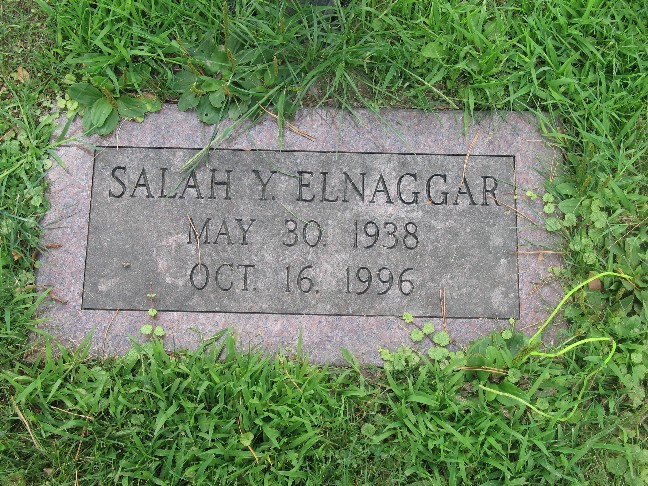 SALAH Y. ELNAGGAR
MAY 30. 1938
OCT. 16. 1996